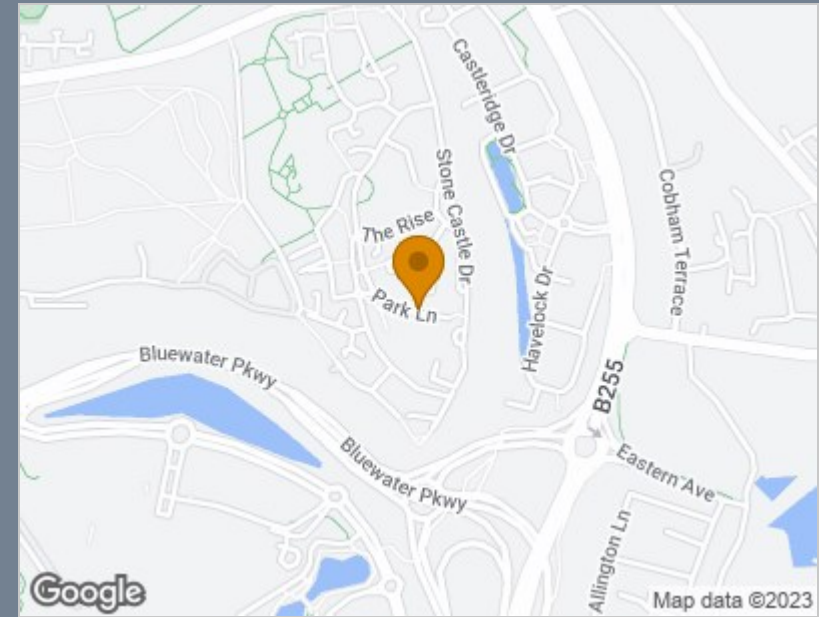 Castleridge Dr
Stone Castle Dr
Cobham Terrace
The Rise
Park Ln
Havelock Dr
Bluewater Pkwy
B255
Bluewater Pkwy
Eastern Ave
Allington Ln
Google
Map data ©2023